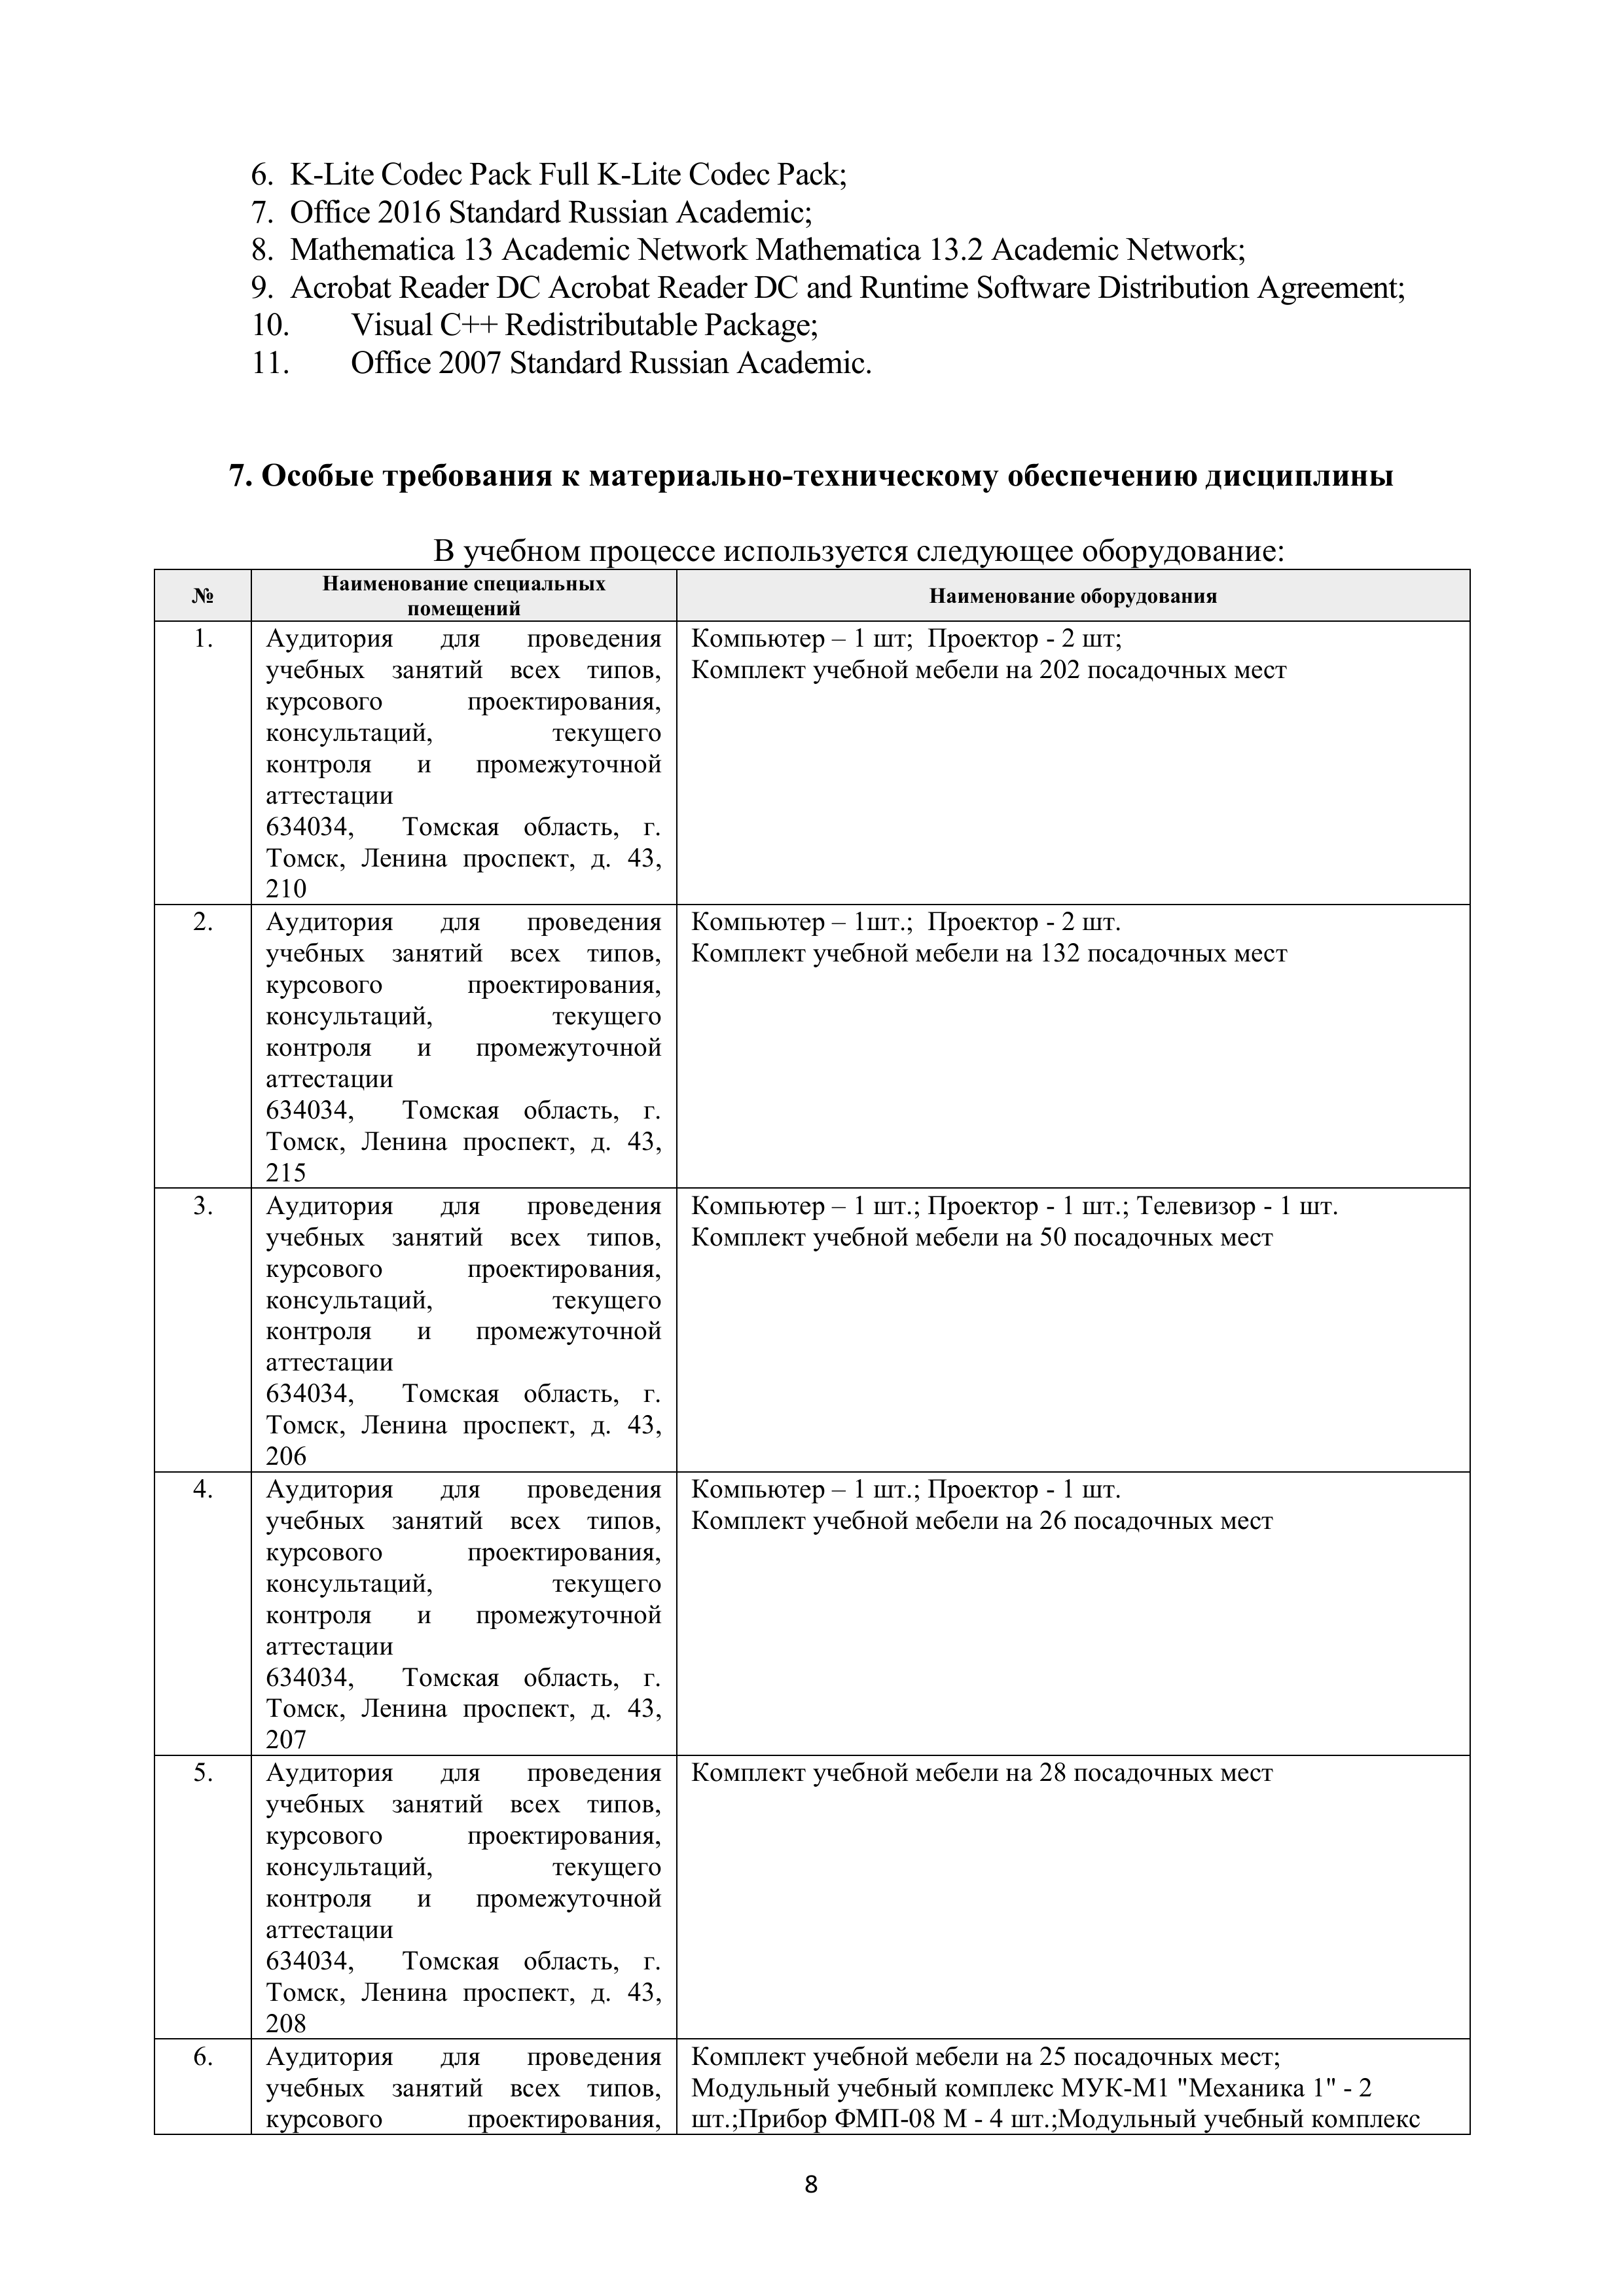 6. K-Lite Codec Pack Full K-Lite Codec Pack;
7. Office 2016 Standard Russian Academic;
8. Mathematica 13 Academic Network Mathematica 13.2 Academic Network;
9. Acrobat Reader DC Acrobat Reader DC and Runtime Software Distribution Agreement;
10. Visual C++ Redistributable Package;
11. Office 2007 Standard Russian Academic.
7. Особые требования к материально-техническому обеспечению дисциплины
В учебном процессе используется следующее оборудование:
№
Наименование специальных
помещений
Наименование оборудования
1.
Аудитория для проведения
учебных занятий всех типов,
курсового проектирования,
консультаций, текущего
контроля и промежуточной
аттестации
634034, Томская область, г.
Томск, Ленина проспект, д. 43,
210
Компьютер – 1 шт; Проектор - 2 шт;
Комплект учебной мебели на 202 посадочных мест
2.
Аудитория для проведения
учебных занятий всех типов,
курсового проектирования,
консультаций, текущего
контроля и промежуточной
аттестации
634034, Томская область, г.
Томск, Ленина проспект, д. 43,
215
Компьютер – 1шт.; Проектор - 2 шт.
Комплект учебной мебели на 132 посадочных мест
3.
Аудитория для проведения
учебных занятий всех типов,
курсового проектирования,
консультаций, текущего
контроля и промежуточной
аттестации
634034, Томская область, г.
Томск, Ленина проспект, д. 43,
206
Компьютер – 1 шт.; Проектор - 1 шт.; Телевизор - 1 шт.
Комплект учебной мебели на 50 посадочных мест
4.
Аудитория для проведения
учебных занятий всех типов,
курсового проектирования,
консультаций, текущего
контроля и промежуточной
аттестации
634034, Томская область, г.
Томск, Ленина проспект, д. 43,
207
Компьютер – 1 шт.; Проектор - 1 шт.
Комплект учебной мебели на 26 посадочных мест
5.
Аудитория для проведения
учебных занятий всех типов,
курсового проектирования,
консультаций, текущего
контроля и промежуточной
аттестации
634034, Томская область, г.
Томск, Ленина проспект, д. 43,
208
Комплект учебной мебели на 28 посадочных мест
6.
Аудитория для проведения
учебных занятий всех типов,
курсового проектирования,
Комплект учебной мебели на 25 посадочных мест;
Модульный учебный комплекс МУК-М1 "Механика 1" - 2
шт.;Прибор ФМП-08 М - 4 шт.;Модульный учебный комплекс
8